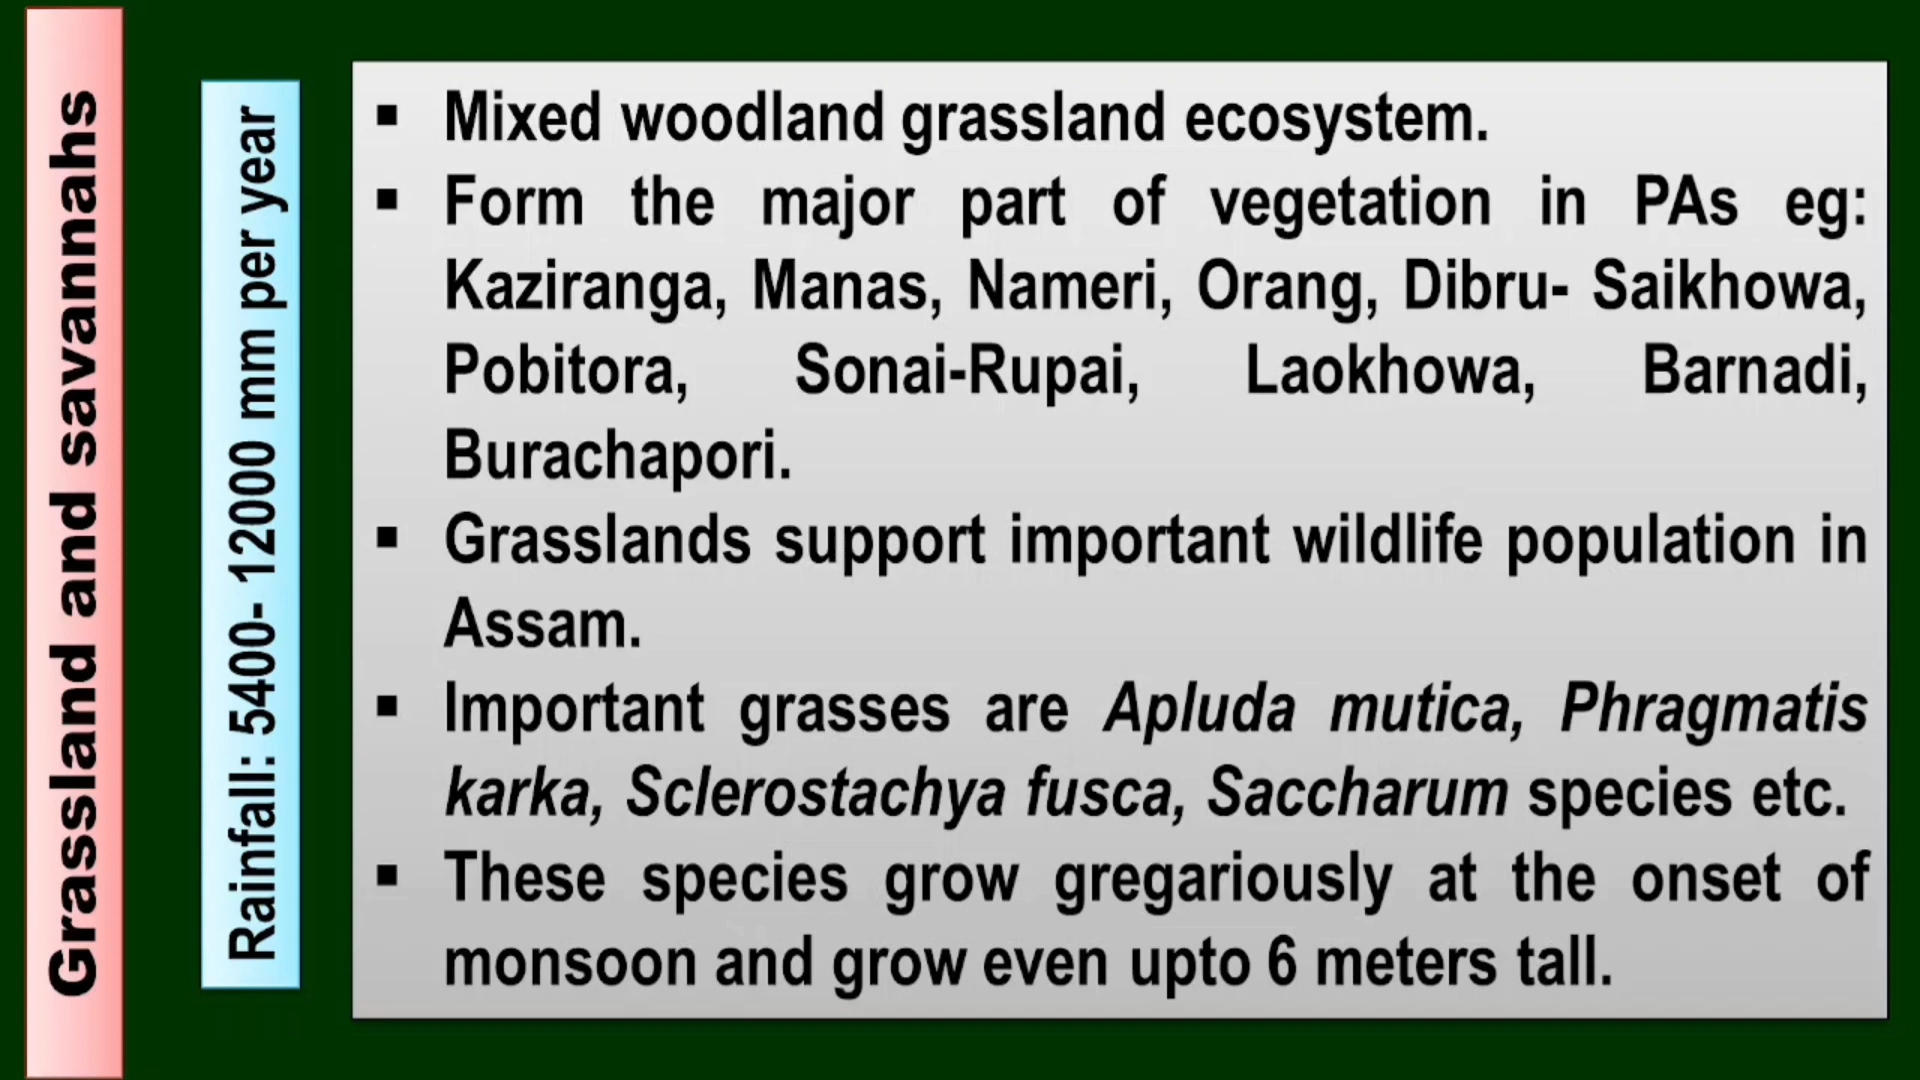 Grassland and savannahs
Rainfall: 5400- 12000 mm per year
▪ Mixed woodland grassland ecosystem.
▪ Form the major part of vegetation in PAs eg:
Kaziranga, Manas, Nameri, Orang, Dibru- Saikhowa,
Pobitora, Sonai-Rupai, Laokhowa, Barnadi,
Burachapori.
▪ Grasslands support important wildlife population in
Assam.
▪ Important grasses are Apluda mutica, Phragmatis
karka, Sclerostachya fusca, Saccharum species etc.
▪ These species grow gregariously at the onset of
monsoon and grow even upto 6 meters tall.